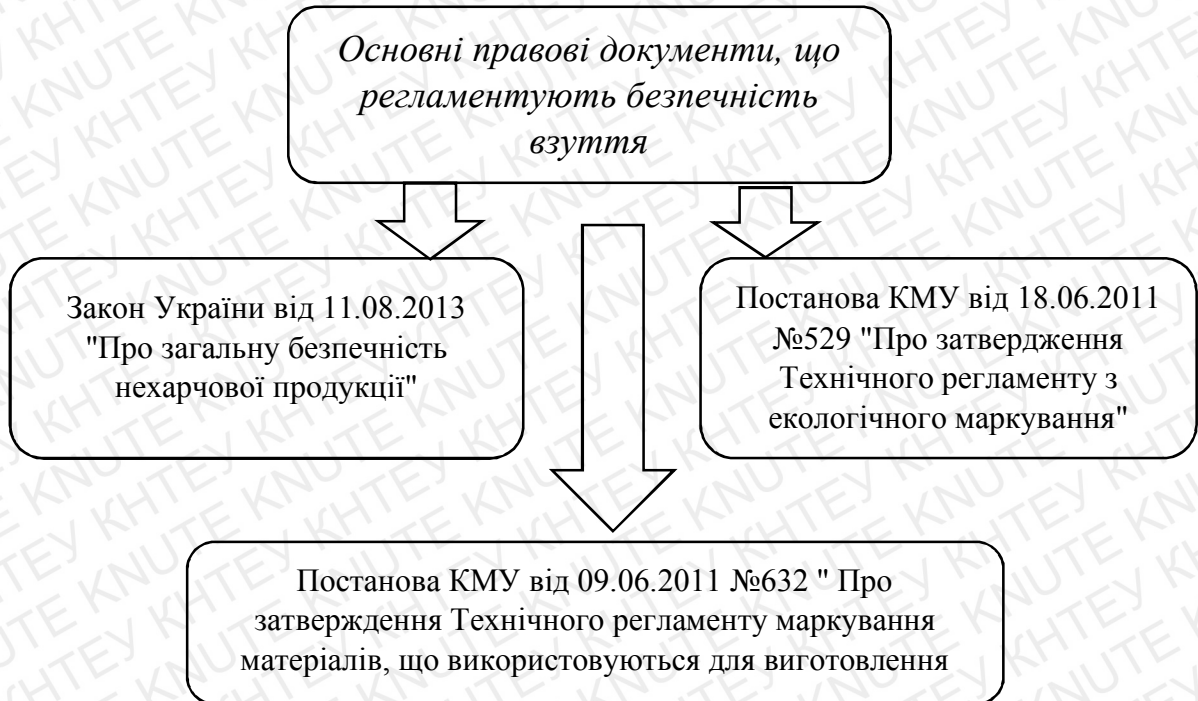 Основні правові документи, що
регламентують безпечність
взуття
Закон України від 11.08.2013
"Про загальну безпечність
нехарчової продукції"
Постанова КМУ від 18.06.2011
№529 "Про затвердження
Технічного регламенту з
екологічного маркування"
Постанова КМУ від 09.06.2011 №632 " Про
затверждення Технічного регламенту маркування
матеріалів, що використовуються для виготовлення